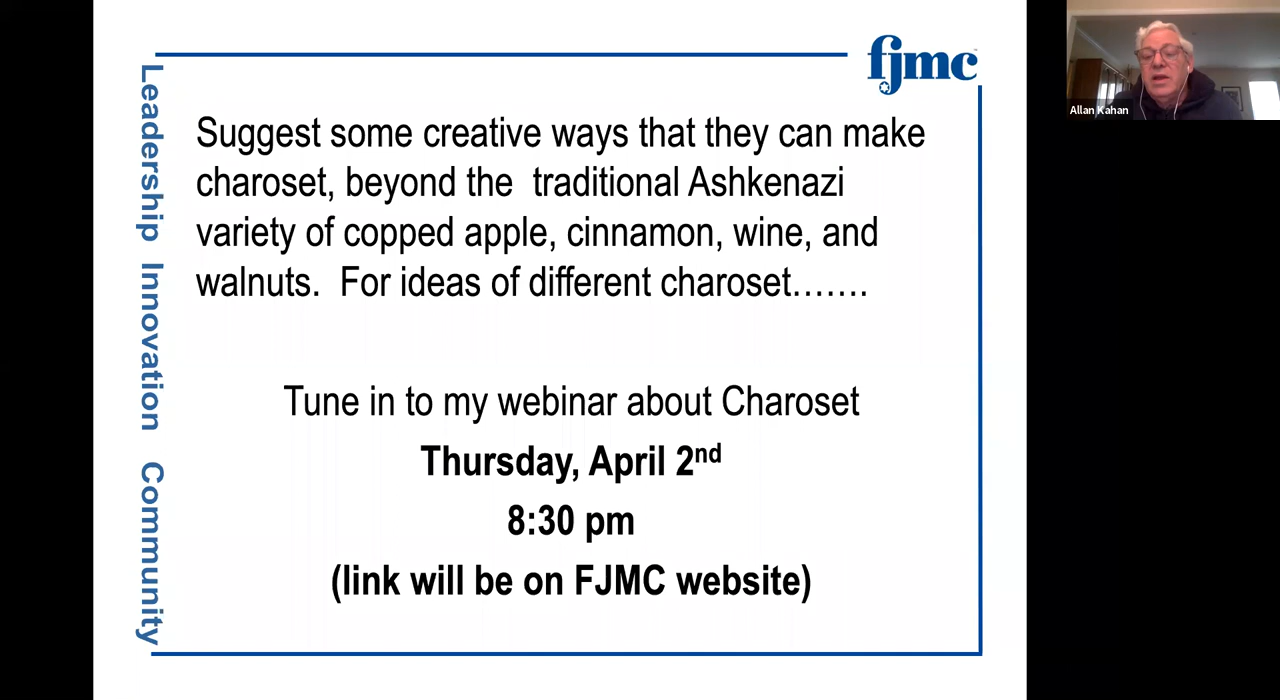 fjmc
Leadership Innovation Community
Suggest some creative ways that they can make
charoset, beyond the traditional Ashkenazi
variety of copped apple, cinnamon, wine, and
walnuts. For ideas of different charoset.......
Tune in to my webinar about Charoset
Thursday, April 2nd
8:30 pm
(link will be on FJMC website)
Allan Kahan